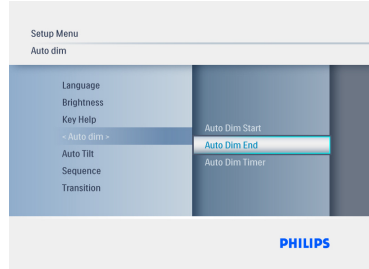 Setup Menu
Auto dim
Language
Brightness
Key Help
< Auto dim >
Auto Tilt
Sequence
Transition
Auto Dim Start
Auto Dim End
Auto Dim Timer
PHILIPS